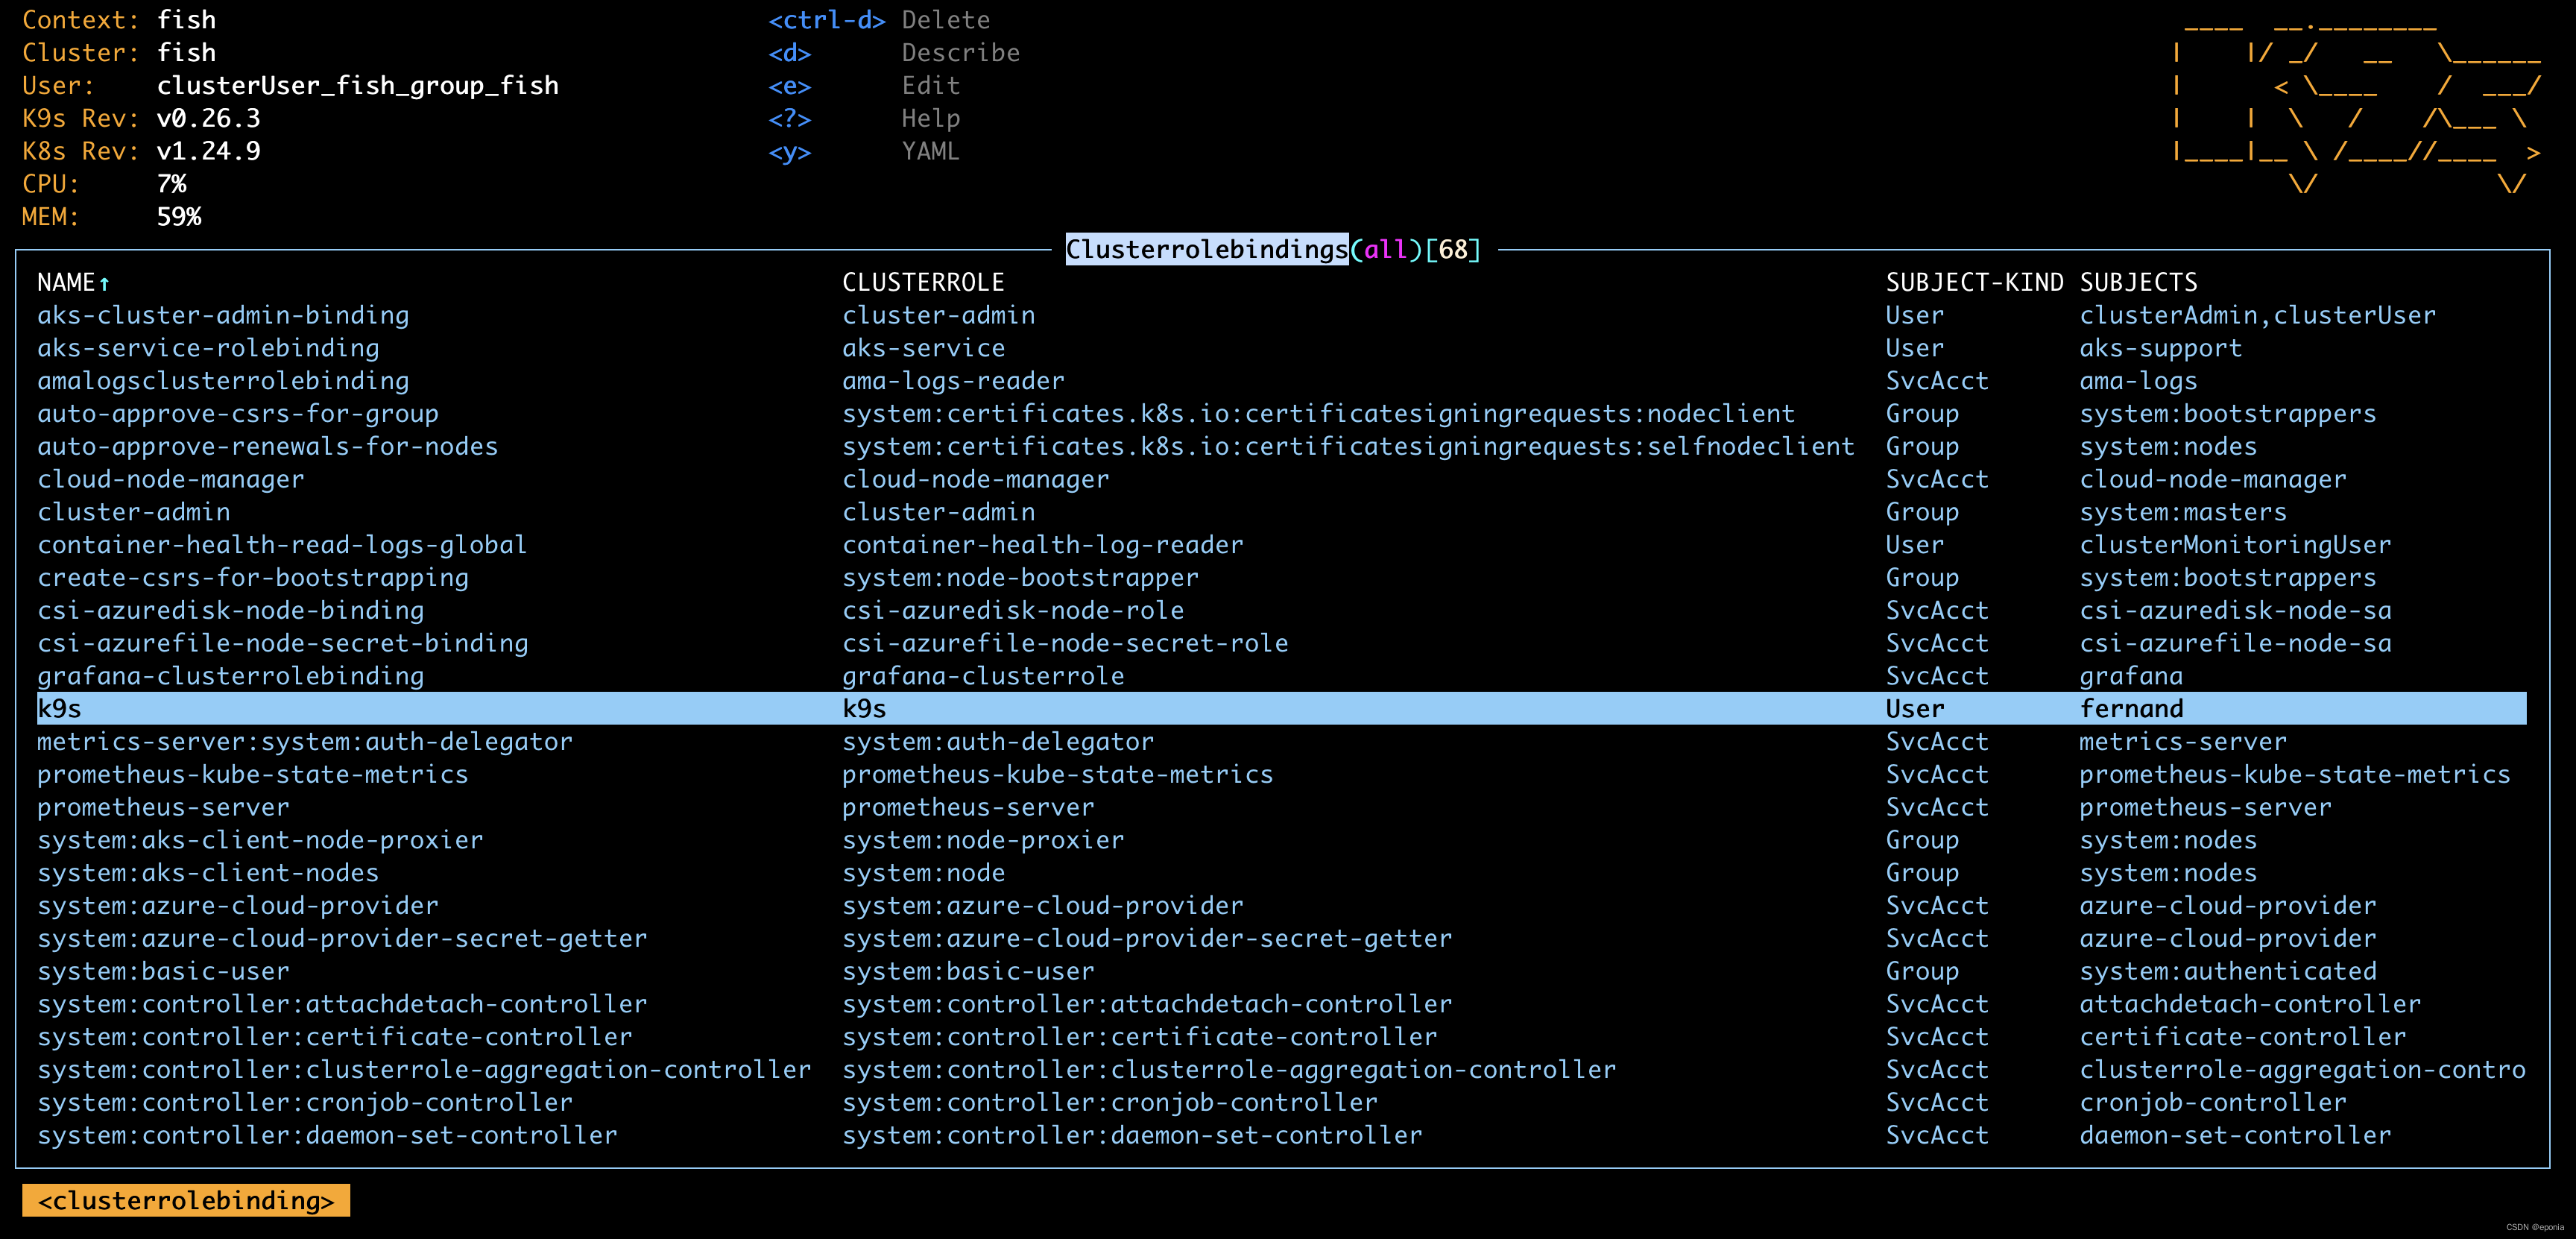 Context: fish <ctrl-d> Delete
Cluster: fish <d> Describe
User: clusterUser_fish_group_fish <e> Edit
K9s Rev: v0.26.3 <?> Help
K8s Rev: v1.24.9 <y> YAML
CPU: 7%
MEM: 59%
Clusterrolebindings(all)[68]
NAME↑ CLUSTERROLE SUBJECT-KIND SUBJECTS
aks-cluster-admin-binding cluster-admin User clusterAdmin,clusterUser
aks-service-rolebinding aks-service User aks-support
amalogsclusterrolebinding ama-logs-reader SvcAcct ama-logs
auto-approve-csrs-for-group system:certificates.k8s.io:certificatesigningrequests:nodeclient Group system:bootstrappers
auto-approve-renewals-for-nodes system:certificates.k8s.io:certificatesigningrequests:selfnodeclient Group system:nodes
cloud-node-manager cloud-node-manager SvcAcct cloud-node-manager
cluster-admin cluster-admin Group system:masters
container-health-read-logs-global container-health-log-reader User clusterMonitoringUser
create-csrs-for-bootstrapping system:node-bootstrapper Group system:bootstrappers
csi-azuredisk-node-binding csi-azuredisk-node-role SvcAcct csi-azuredisk-node-sa
csi-azurefile-node-secret-binding csi-azurefile-node-secret-role SvcAcct csi-azurefile-node-sa
grafana-clusterrolebinding grafana-clusterrole SvcAcct grafana
k9s k9s User fernand
metrics-server:system:auth-delegator system:auth-delegator SvcAcct metrics-server
prometheus-kube-state-metrics prometheus-kube-state-metrics SvcAcct prometheus-kube-state-metrics
prometheus-server prometheus-server SvcAcct prometheus-server
system:aks-client-node-proxier system:node-proxier Group system:nodes
system:aks-client-nodes system:node Group system:nodes
system:azure-cloud-provider system:azure-cloud-provider SvcAcct azure-cloud-provider
system:azure-cloud-provider-secret-getter system:azure-cloud-provider-secret-getter SvcAcct azure-cloud-provider
system:basic-user system:basic-user Group system:authenticated
system:controller:attachdetach-controller system:controller:attachdetach-controller SvcAcct attachdetach-controller
system:controller:certificate-controller system:controller:certificate-controller SvcAcct certificate-controller
system:controller:clusterrole-aggregation-controller system:controller:clusterrole-aggregation-controller SvcAcct clusterrole-aggregation-contro
system:controller:cronjob-controller system:controller:cronjob-controller SvcAcct cronjob-controller
system:controller:daemon-set-controller system:controller:daemon-set-controller SvcAcct daemon-set-controller
<clusterrolebinding>
CSDN @eponia